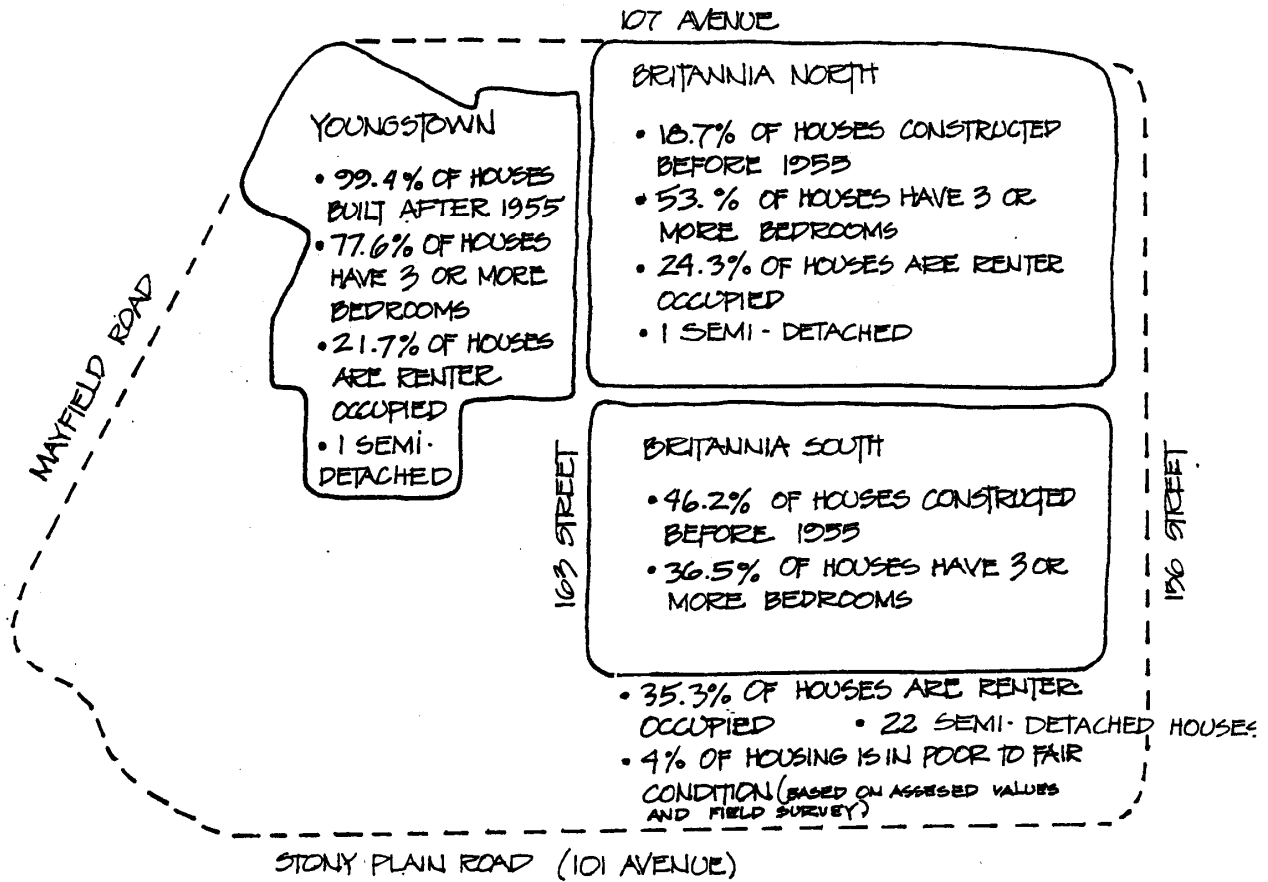 107 AVENUE
YOUNGSTOWN
• 99.4% OF HOUSES
BUILT AFTER 1955
• 77.6% OF HOUSES
HAVE 3 OR MORE
BEDROOMS
• 21.7% OF HOUSES
ARE RENTER
OCCUPIED
• 1 SEMI-
DETACHED
BRITANNIA NORTH
• 18.7% OF HOUSES CONSTRUCTED
BEFORE 1955
• 53. % OF HOUSES HAVE 3 OR
MORE BEDROOMS
• 24.3% OF HOUSES ARE RENTER
OCCUPIED
• 1 SEMI-DETACHED
MAYFIELD ROAD
163 STREET
BRITANNIA SOUTH
• 46.2% OF HOUSES CONSTRUCTED
BEFORE 1955
• 36.5% OF HOUSES HAVE 3 OR
MORE BEDROOMS
156 STREET
• 35.3% OF HOUSES ARE RENTER
OCCUPIED • 22 SEMI-DETACHED HOUSES
• 4% OF HOUSING IS IN POOR TO FAIR
CONDITION (BASED ON ASSESED VALUES
AND FIELD SURVEY)
STONY PLAIN ROAD (101 AVENUE)